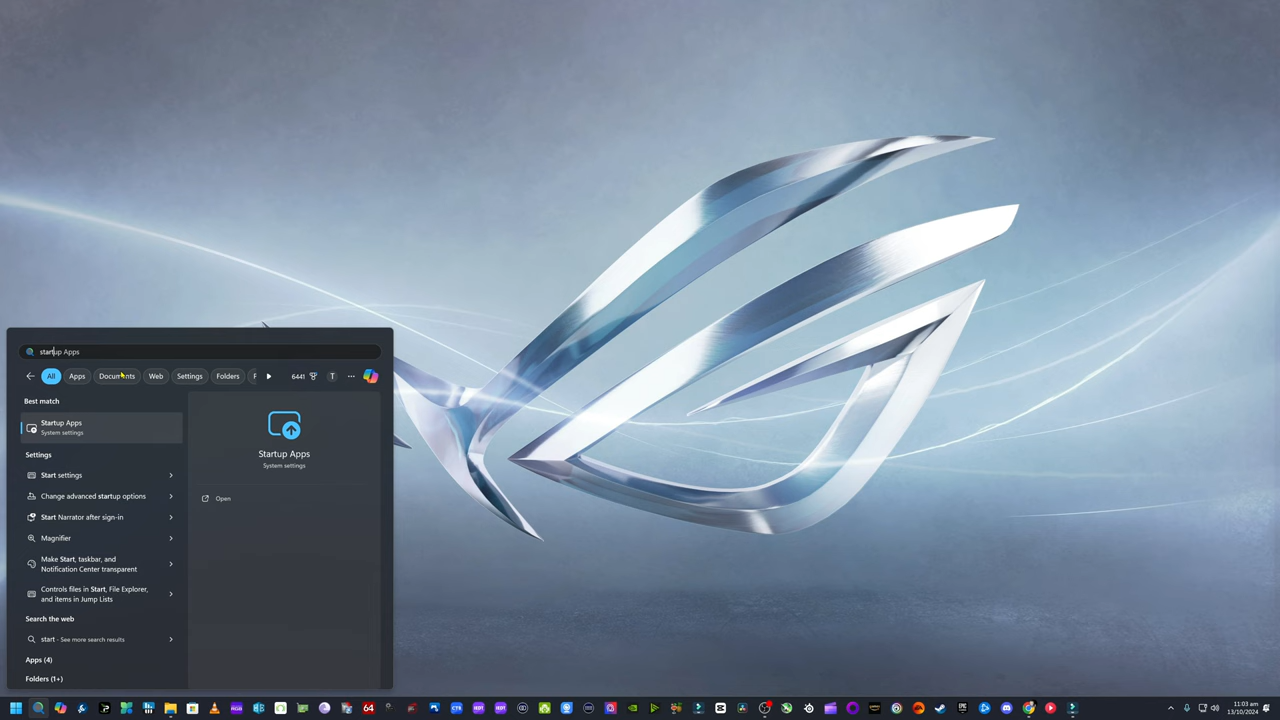 startup Apps
All Apps Documents Web Settings Folders 6441 T
Best match
Startup Apps
System settings
Settings
Start settings
Change advanced startup options
Start Narrator after sign-in
Magnifier
Make Start, taskbar, and
Notification Center transparent
Controls files in Start, File Explorer,
and items in Jump Lists
Search the web
start - See more search results
Apps (4)
Folders (1+)
Startup Apps
System settings
Open
64
11:03 am
13/10/2024